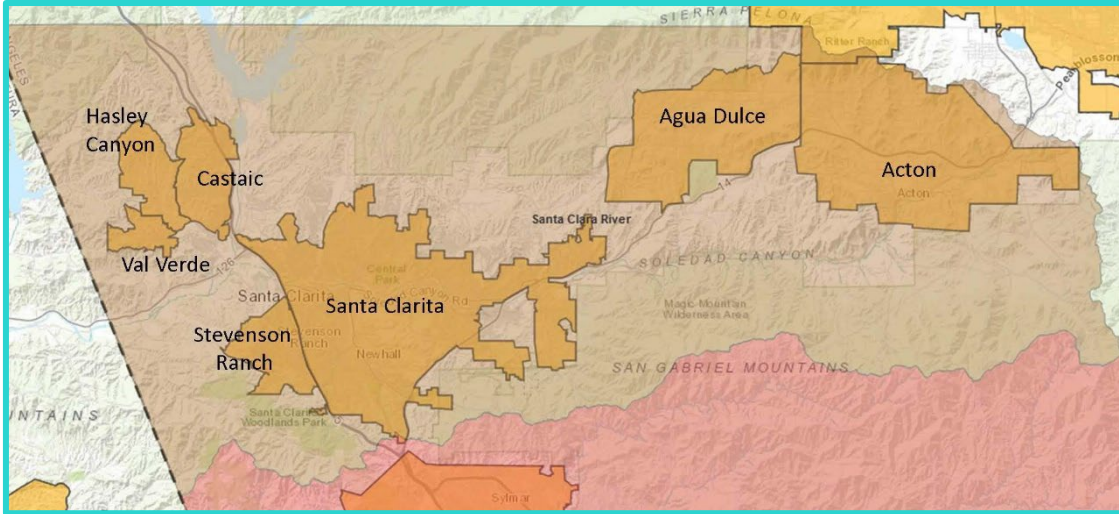 SIERRA PELONA
Ritter Ranch
Hasley
Canyon
Castaic
Agua Dulce
Acton
Acton
14
Santa Clara River
Val Verde
126
SOLEDAD CANYON
Central
Park
Santa Clarita
Santa Clarita
Rd
Magic Mountain
Wilderness Area
Stevenson
Ranch
Newhall
SAN GABRIEL MOUNTAINS
Santa Clarita
Woodlands Park
UNTAINS
Sylmar